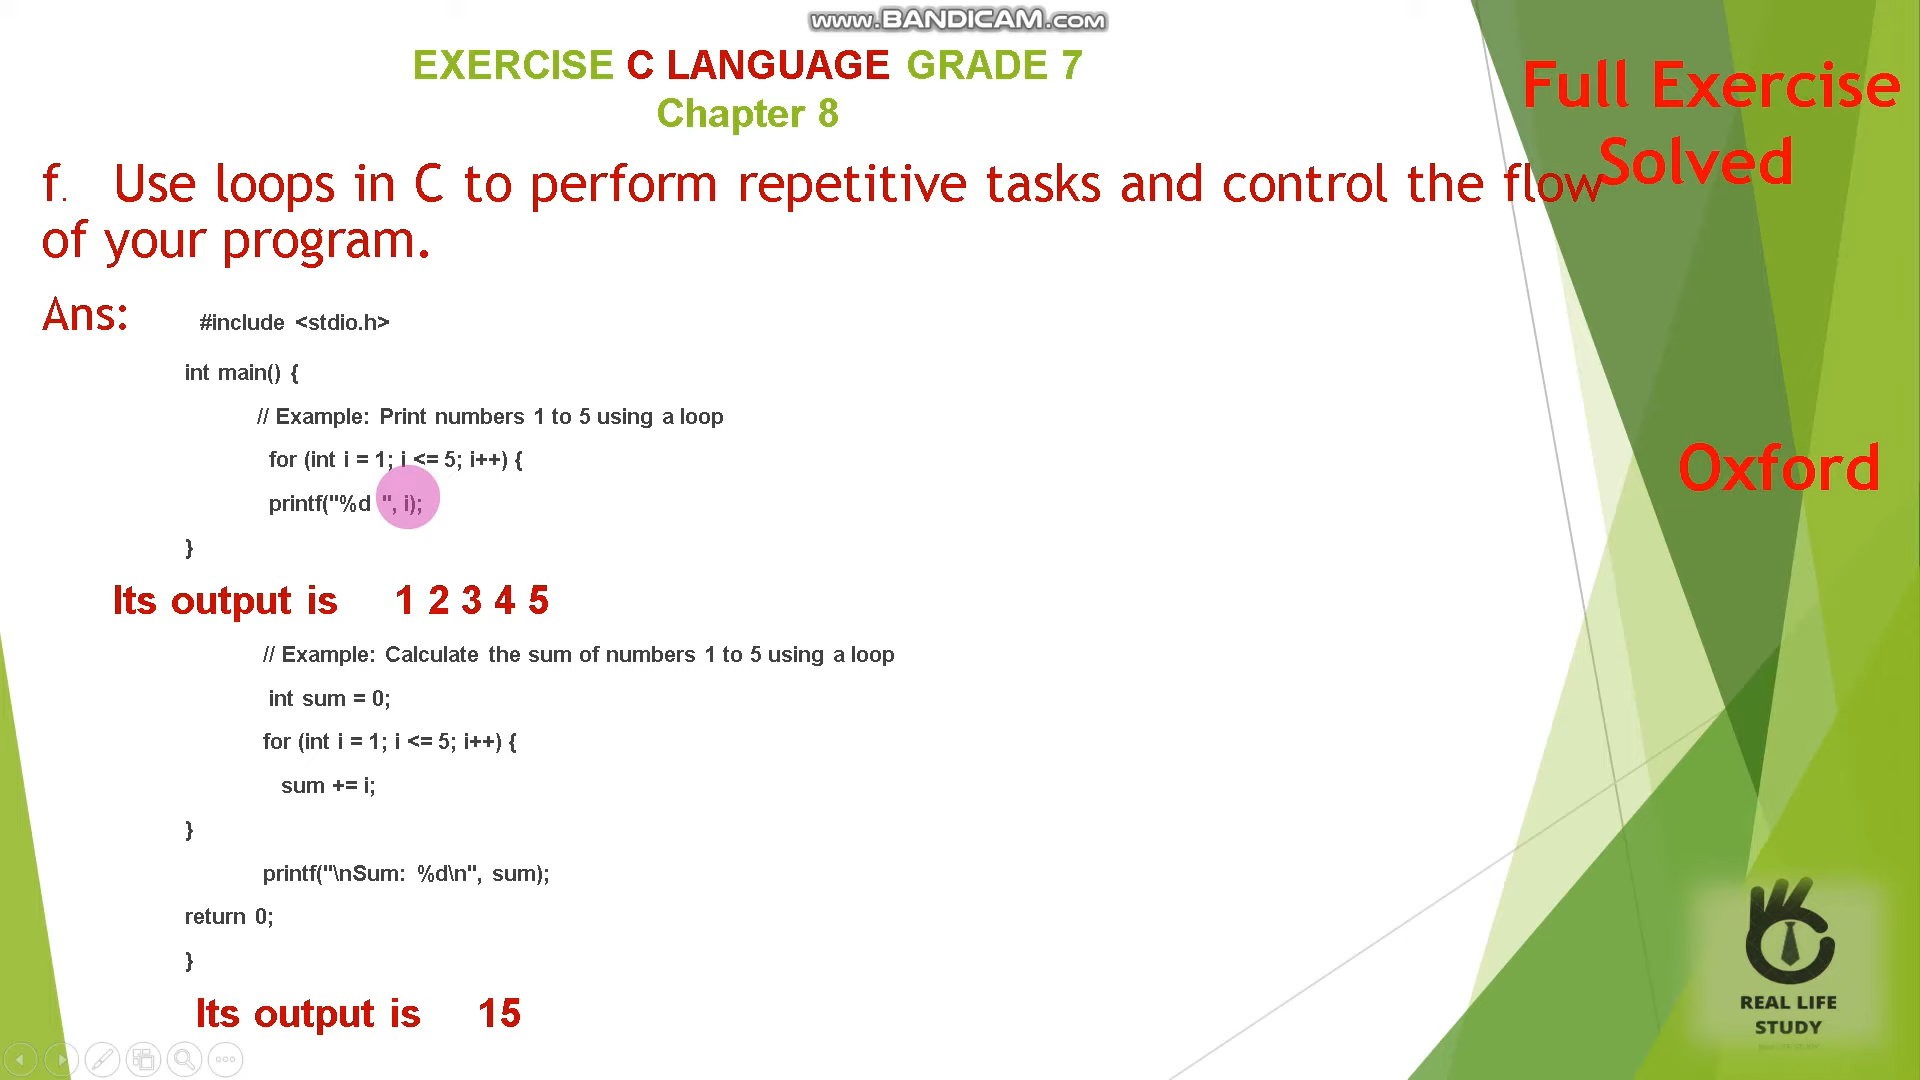 www.BANDICAM.com
EXERCISE C LANGUAGE GRADE 7
Chapter 8
Full Exercise
Solved
f. Use loops in C to perform repetitive tasks and control the flow
of your program.
Ans:
#include <stdio.h>
int main() {
// Example: Print numbers 1 to 5 using a loop
for (int i = 1; i <= 5; i++) {
Oxford
printf("%d ", i);
}
Its output is 1 2 3 4 5
// Example: Calculate the sum of numbers 1 to 5 using a loop
int sum = 0;
for (int i = 1; i <= 5; i++) {
sum += i;
}
printf("\nSum: %d\n", sum);
return 0;
}
Its output is 15
REAL LIFE
STUDY